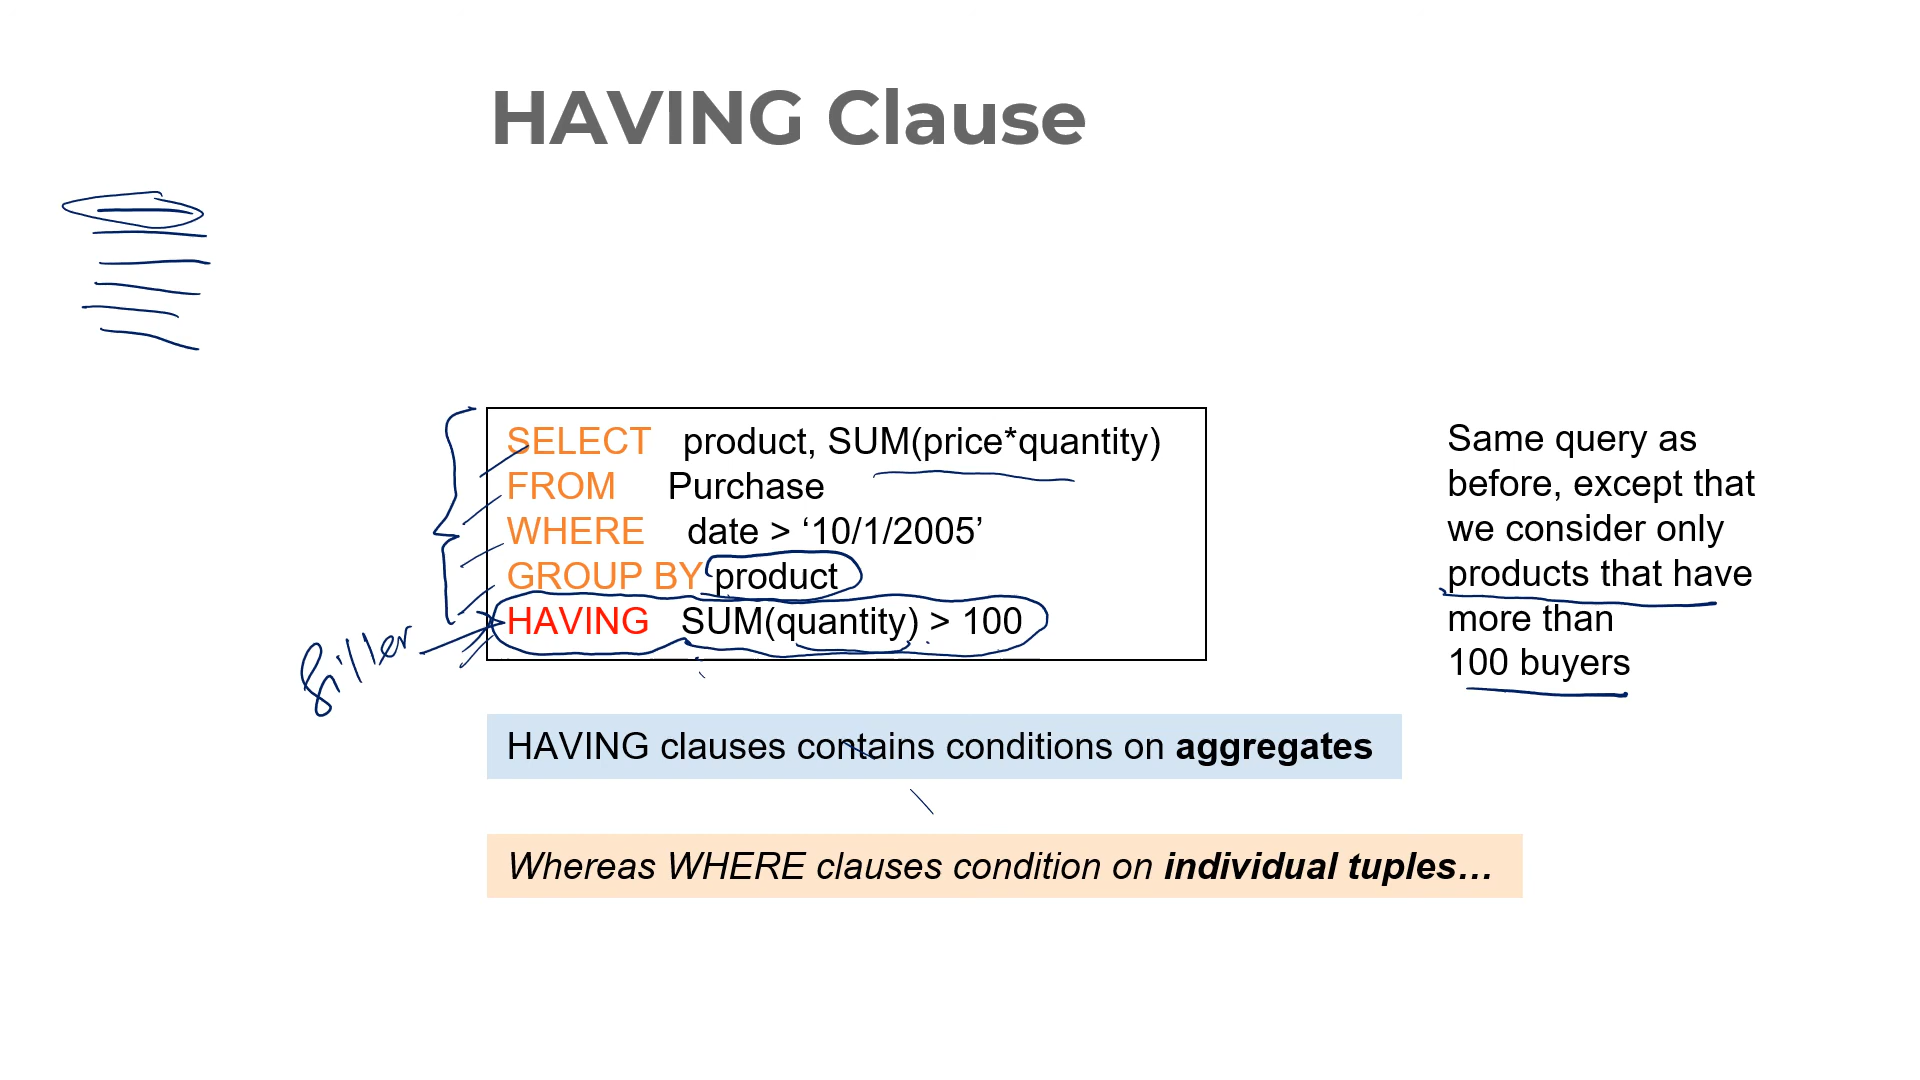 HAVING Clause
SELECT product, SUM(price*quantity)
FROM Purchase
WHERE date > ‘10/1/2005’
GROUP BY product
HAVING SUM(quantity) > 100
Same query as
before, except that
we consider only
products that have
more than
100 buyers
HAVING clauses contains conditions on aggregates
Whereas WHERE clauses condition on individual tuples…